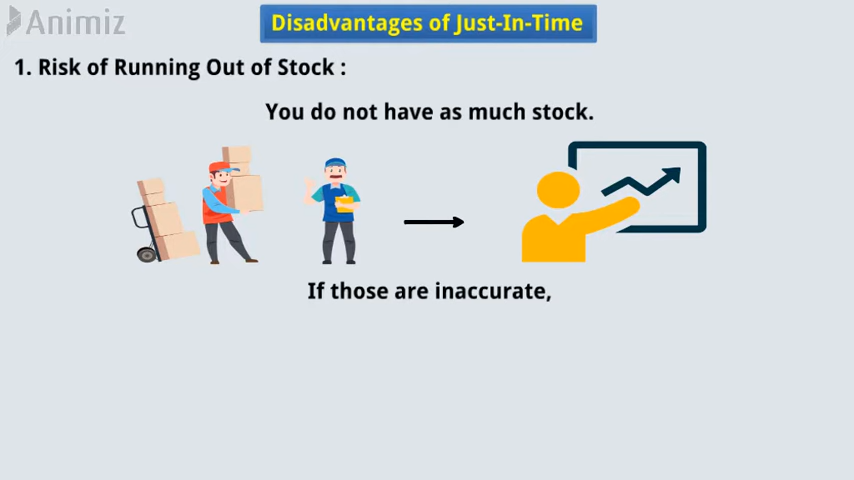 Animiz
Disadvantages of Just-In-Time
1. Risk of Running Out of Stock :
You do not have as much stock.
If those are inaccurate,